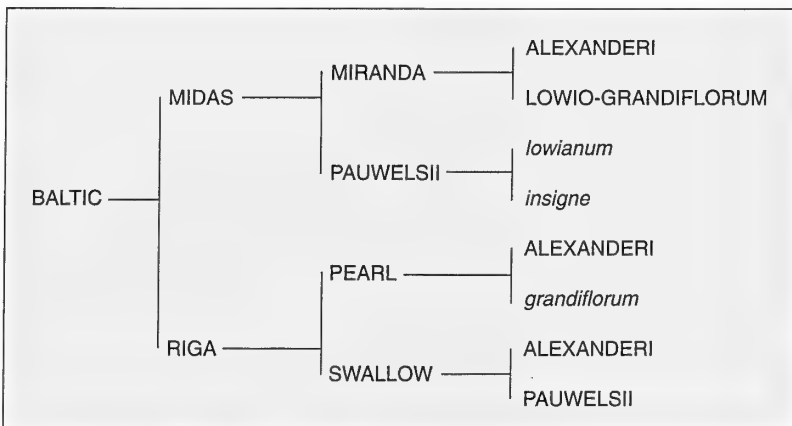 ALEXANDERI
MIRANDA
LOWIO-GRANDIFLORUM
MIDAS
lowianum
PAUWELSII
insigne
BALTIC
ALEXANDERI
PEARL
grandiflorum
RIGA
ALEXANDERI
SWALLOW
PAUWELSII